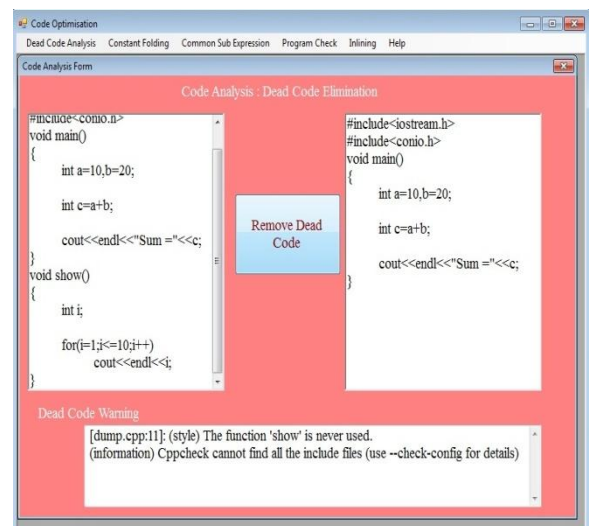 Code Optimisation
Dead Code Analysis Constant Folding Common Sub Expression Program Check Inlining Help
Code Analysis Form
Code Analysis : Dead Code Elimination
#include<conio.h>
void main()
{
int a=10,b=20;
int c=a+b;
cout<<endl<<"Sum ="<<c;
}
void show()
{
int i;
for(i=1;i<=10;i++)
cout<<endl<<i;
}
Remove Dead
Code
#include<iostream.h>
#include<conio.h>
void main()
{
int a=10,b=20;
int c=a+b;
cout<<endl<<"Sum ="<<c;
}
Dead Code Warning
[dump.cpp:11]: (style) The function 'show' is never used.
(information) Cppcheck cannot find all the include files (use --check-config for details)